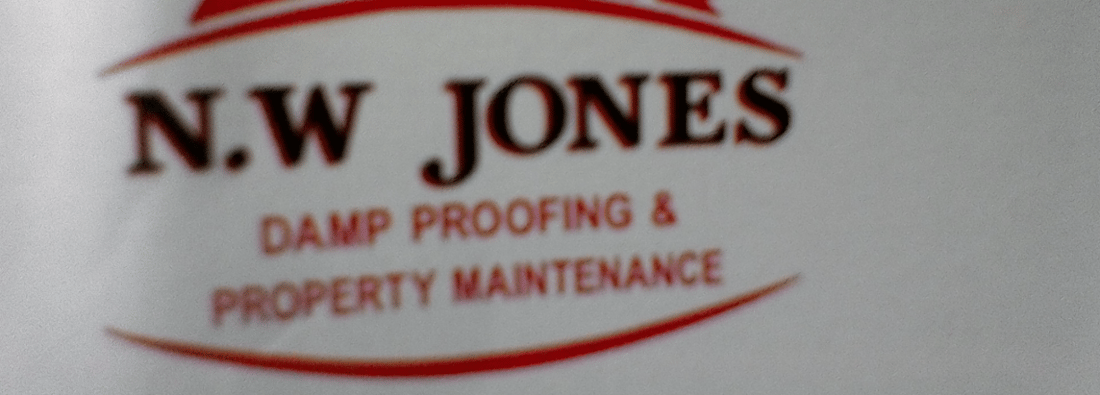 N.W JONES
DAMP PROOFING &
PROPERTY MAINTENANCE